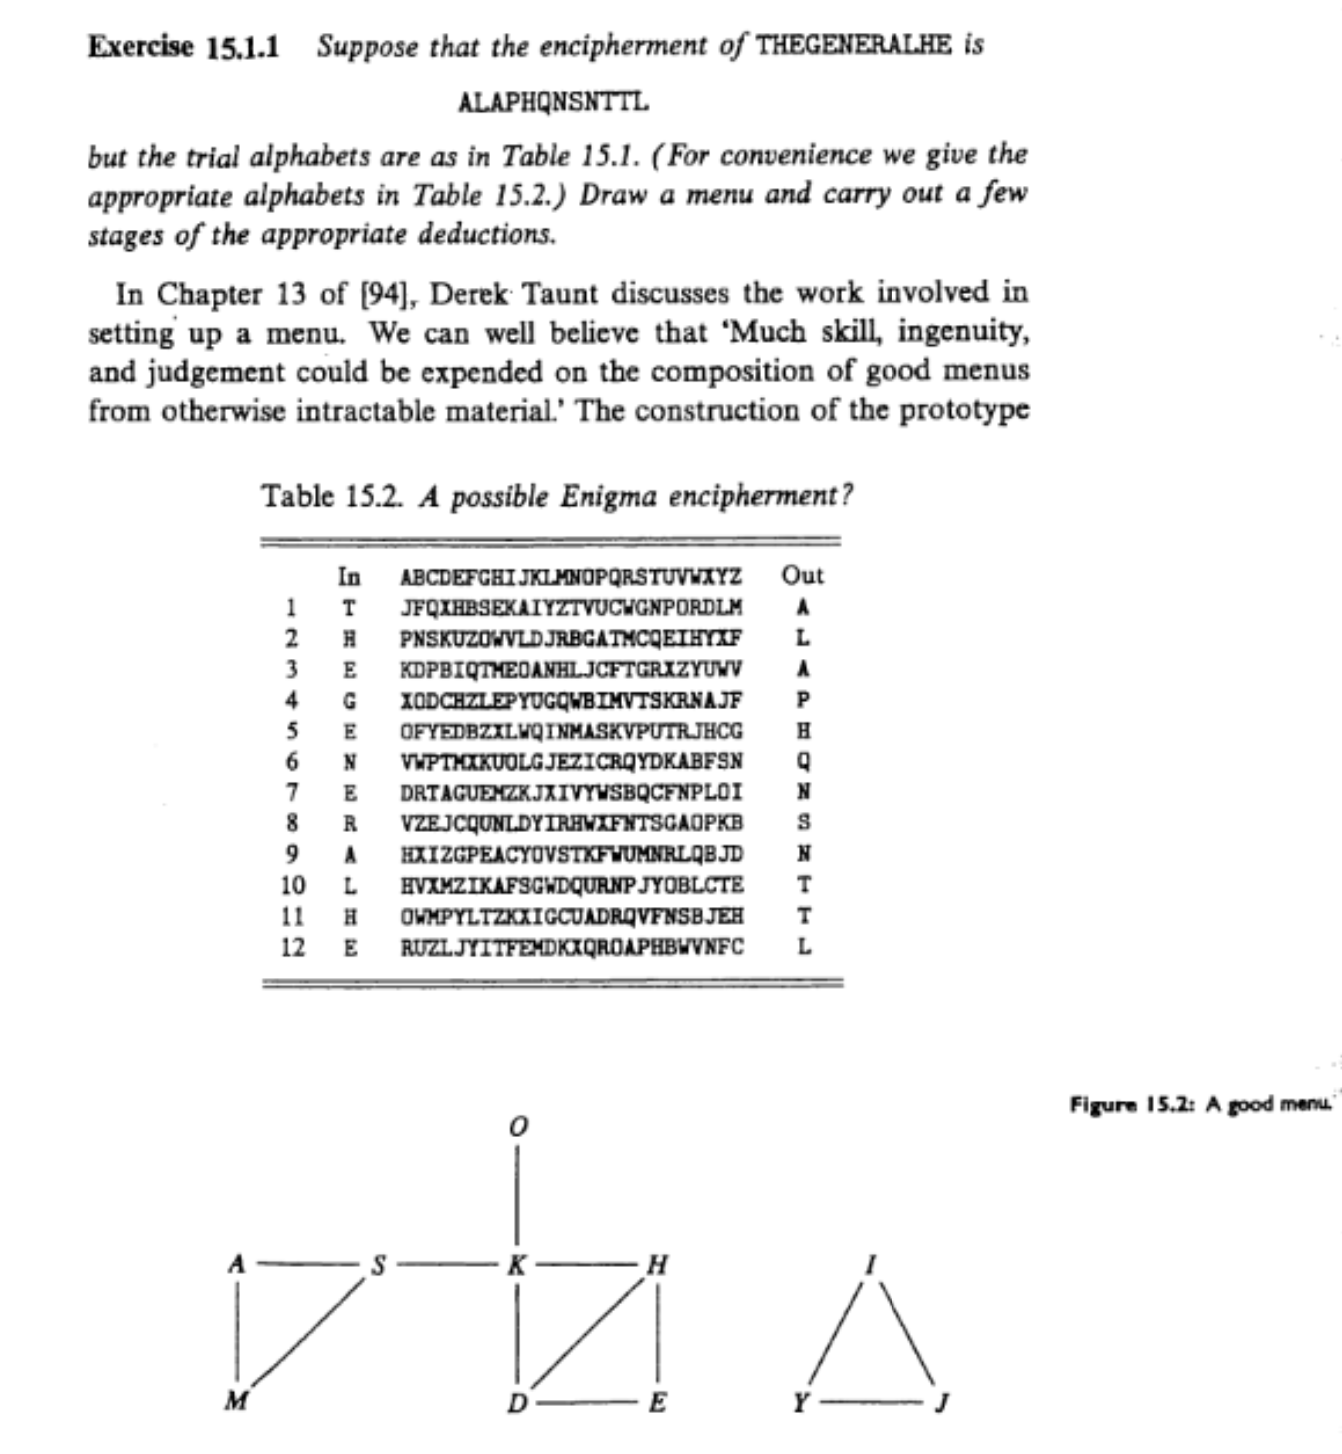 Exercise 15.1.1 Suppose that the encipherment of THEGENERALHE is
ALAPHQNSNTTL
but the trial alphabets are as in Table 15.1. (For convenience we give the
appropriate alphabets in Table 15.2.) Draw a menu and carry out a few
stages of the appropriate deductions.
In Chapter 13 of [94], Derek Taunt discusses the work involved in
setting up a menu. We can well believe that ‘Much skill, ingenuity,
and judgement could be expended on the composition of good menus
from otherwise intractable material.’ The construction of the prototype
Table 15.2. A possible Enigma encipherment?
In ABCDEFGHIJKLMNOPQRSTUVWXYZ Out
1 T JFQXHBSEKAIYZTVUCWGNPORDLM A
2 H PNSKUZOWVLDJRBGATMCQEIHYXF L
3 E KDPBIQTMEOANHLJCFTGRXZYUWV A
4 G XODCHZLEPYUGQWBIMVTSKRNAJF P
5 E OFYEDBZXLWQINMASKVPUTRJHCG H
6 N VWPTMXKUOLGJEZICRQYDKABFSN Q
7 E DRTAGUEMZKJXIVYWSBQCFNPLOI N
8 R VZEJCQUNLDYIRHWXFNTSGAOPKB S
9 A HXIZGPEACYOVSTKFWUMNRLQBJD N
10 L HVXMZIKAFSGWDQURNPJYOBLCTE T
11 H OWMPYLTZKXIGCUADRQVFNSBJEH T
12 E RUZLJYITFEMDKXQROAPHBWVNFC L
Figure 15.2: A good menu.
O
A S K H I
M D E Y J